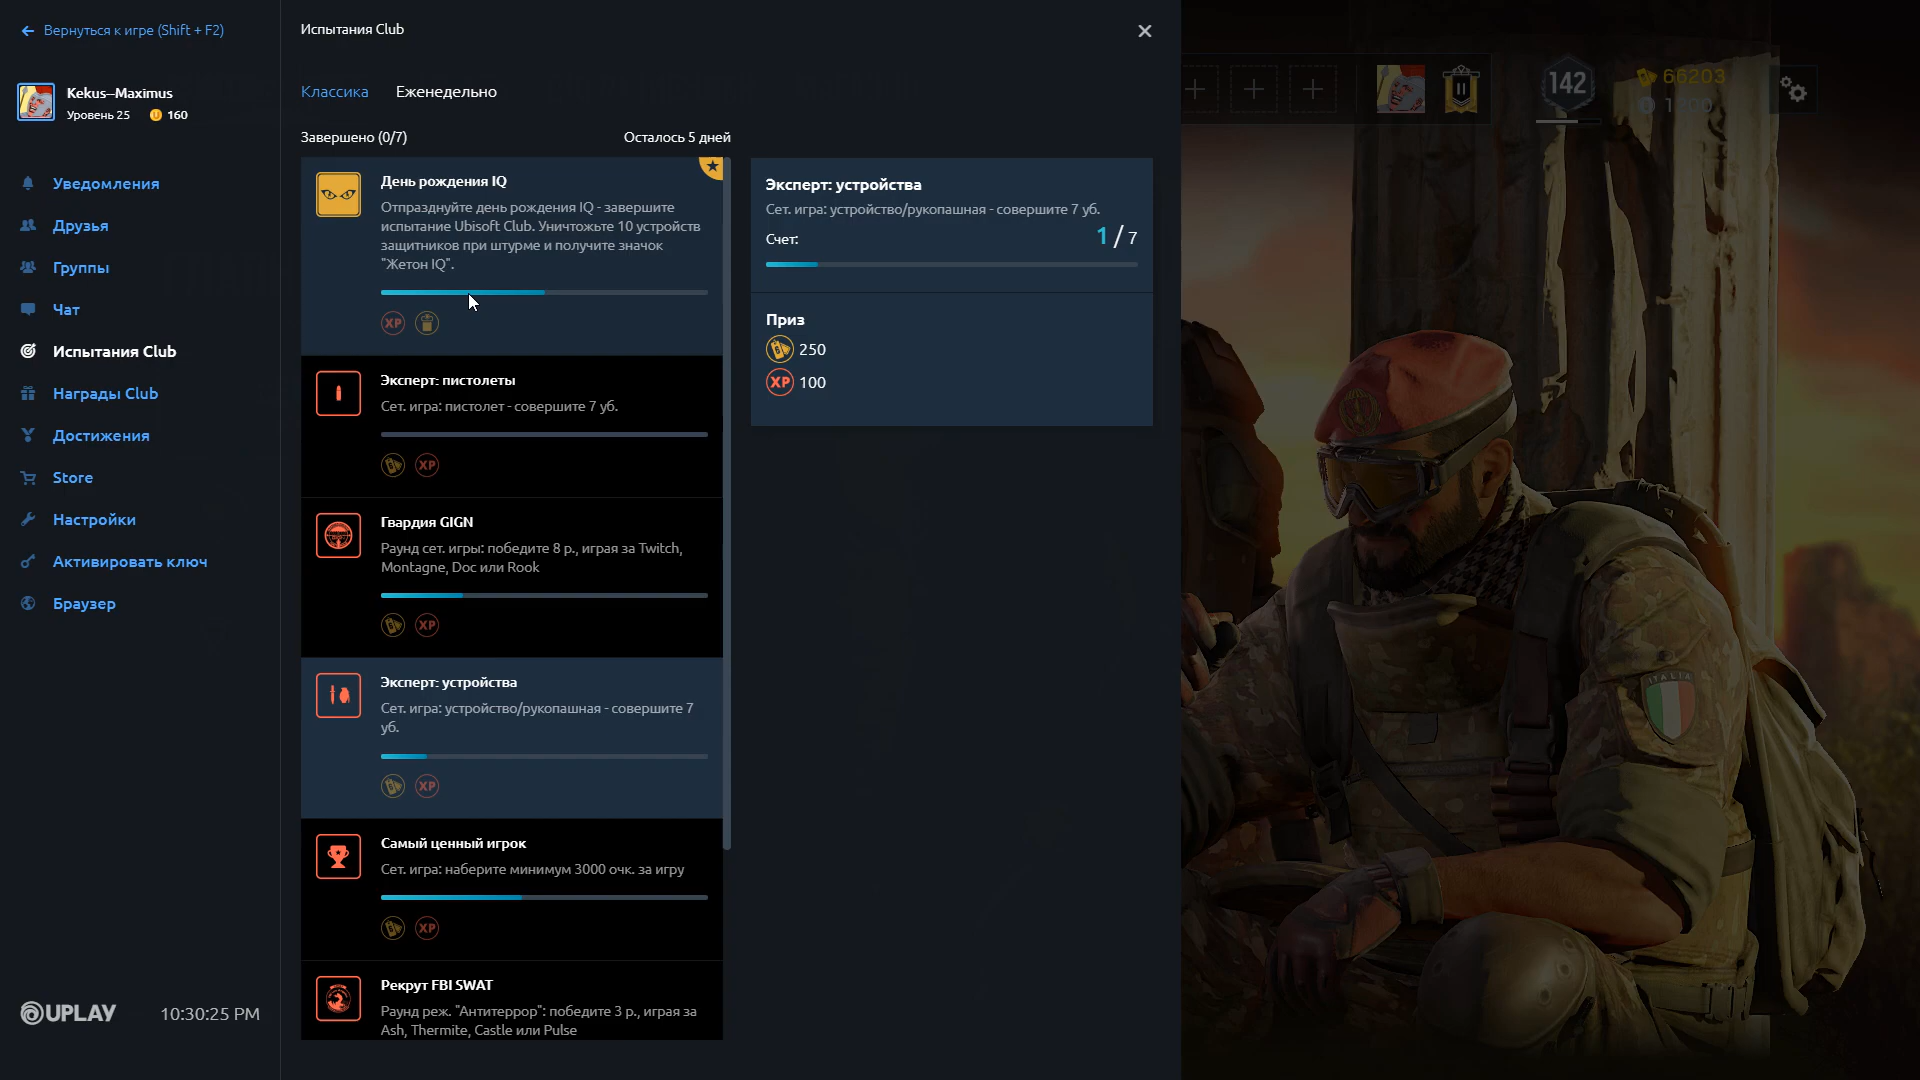 Вернуться к игре (Shift + F2)
Kekus--Maximus
Уровень 25 160
Уведомления
Друзья
Группы
Чат
Испытания Club
Награды Club
Достижения
Store
Настройки
Активировать ключ
Браузер
UPLAY 10:30:25 PM
Испытания Club
Классика Еженедельно
Завершено (0/7) Осталось 5 дней
День рождения IQ
Отпразднуйте день рождения IQ - завершите
испытание Ubisoft Club. Уничтожьте 10 устройств
защитников при штурме и получите значок
"Жетон IQ".
XP
Эксперт: пистолеты
Сет. игра: пистолет - совершите 7 уб.
XP
Гвардия GIGN
Раунд сет. игры: победите 8 р., играя за Twitch,
Montagne, Doc или Rook
XP
Эксперт: устройства
Сет. игра: устройство/рукопашная - совершите 7
уб.
XP
Самый ценный игрок
Сет. игра: наберите минимум 3000 очк. за игру
XP
Рекрут FBI SWAT
Раунд реж. "Антитеррор": победите 3 р., играя за
Ash, Thermite, Castle или Pulse
Эксперт: устройства
Сет. игра: устройство/рукопашная - совершите 7 уб.
Счет: 1 / 7
Приз
250
XP 100
II
142
66203
ITALIA